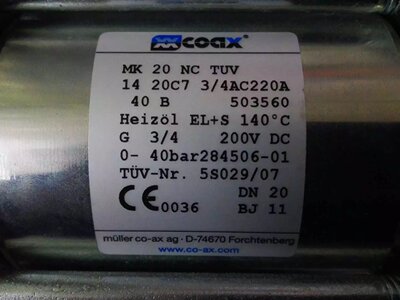 coax®
MK 20 NC TUV
14 20C7 3/4AC220A
40 B 503560
Heizöl EL+S 140°C
G 3/4 200V DC
0- 40bar284506-01
TÜV-Nr. 5S029/07
CE 0036 DN 20
BJ 11
müller co-ax ag · D-74670 Forchtenberg
www.co-ax.com